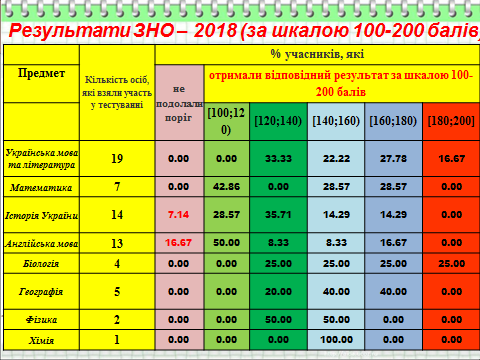 Результати ЗНО – 2018 (за шкалою 100-200 балів)
Предмет
Кількість осіб,
які взяли участь
у тестуванні
% учасників, які
не
подолали
поріг
отримали відповідний результат за шкалою 100-
200 балів
[100;12
0)
[120;140)
[140;160)
[160;180)
[180;200]
Українська мова
та література
19 0.00 0.00 33.33 22.22 27.78 16.67
Математика 7 0.00 42.86 0.00 28.57 28.57 0.00
Історія України 14 7.14 28.57 35.71 14.29 14.29 0.00
Англійська мова 13 16.67 50.00 8.33 8.33 16.67 0.00
Біологія 4 0.00 0.00 25.00 25.00 25.00 25.00
Географія 5 0.00 0.00 20.00 40.00 40.00 0.00
Фізика 2 0.00 0.00 50.00 50.00 0.00 0.00
Хімія 1 0.00 0.00 0.00 100.00 0.00 0.00